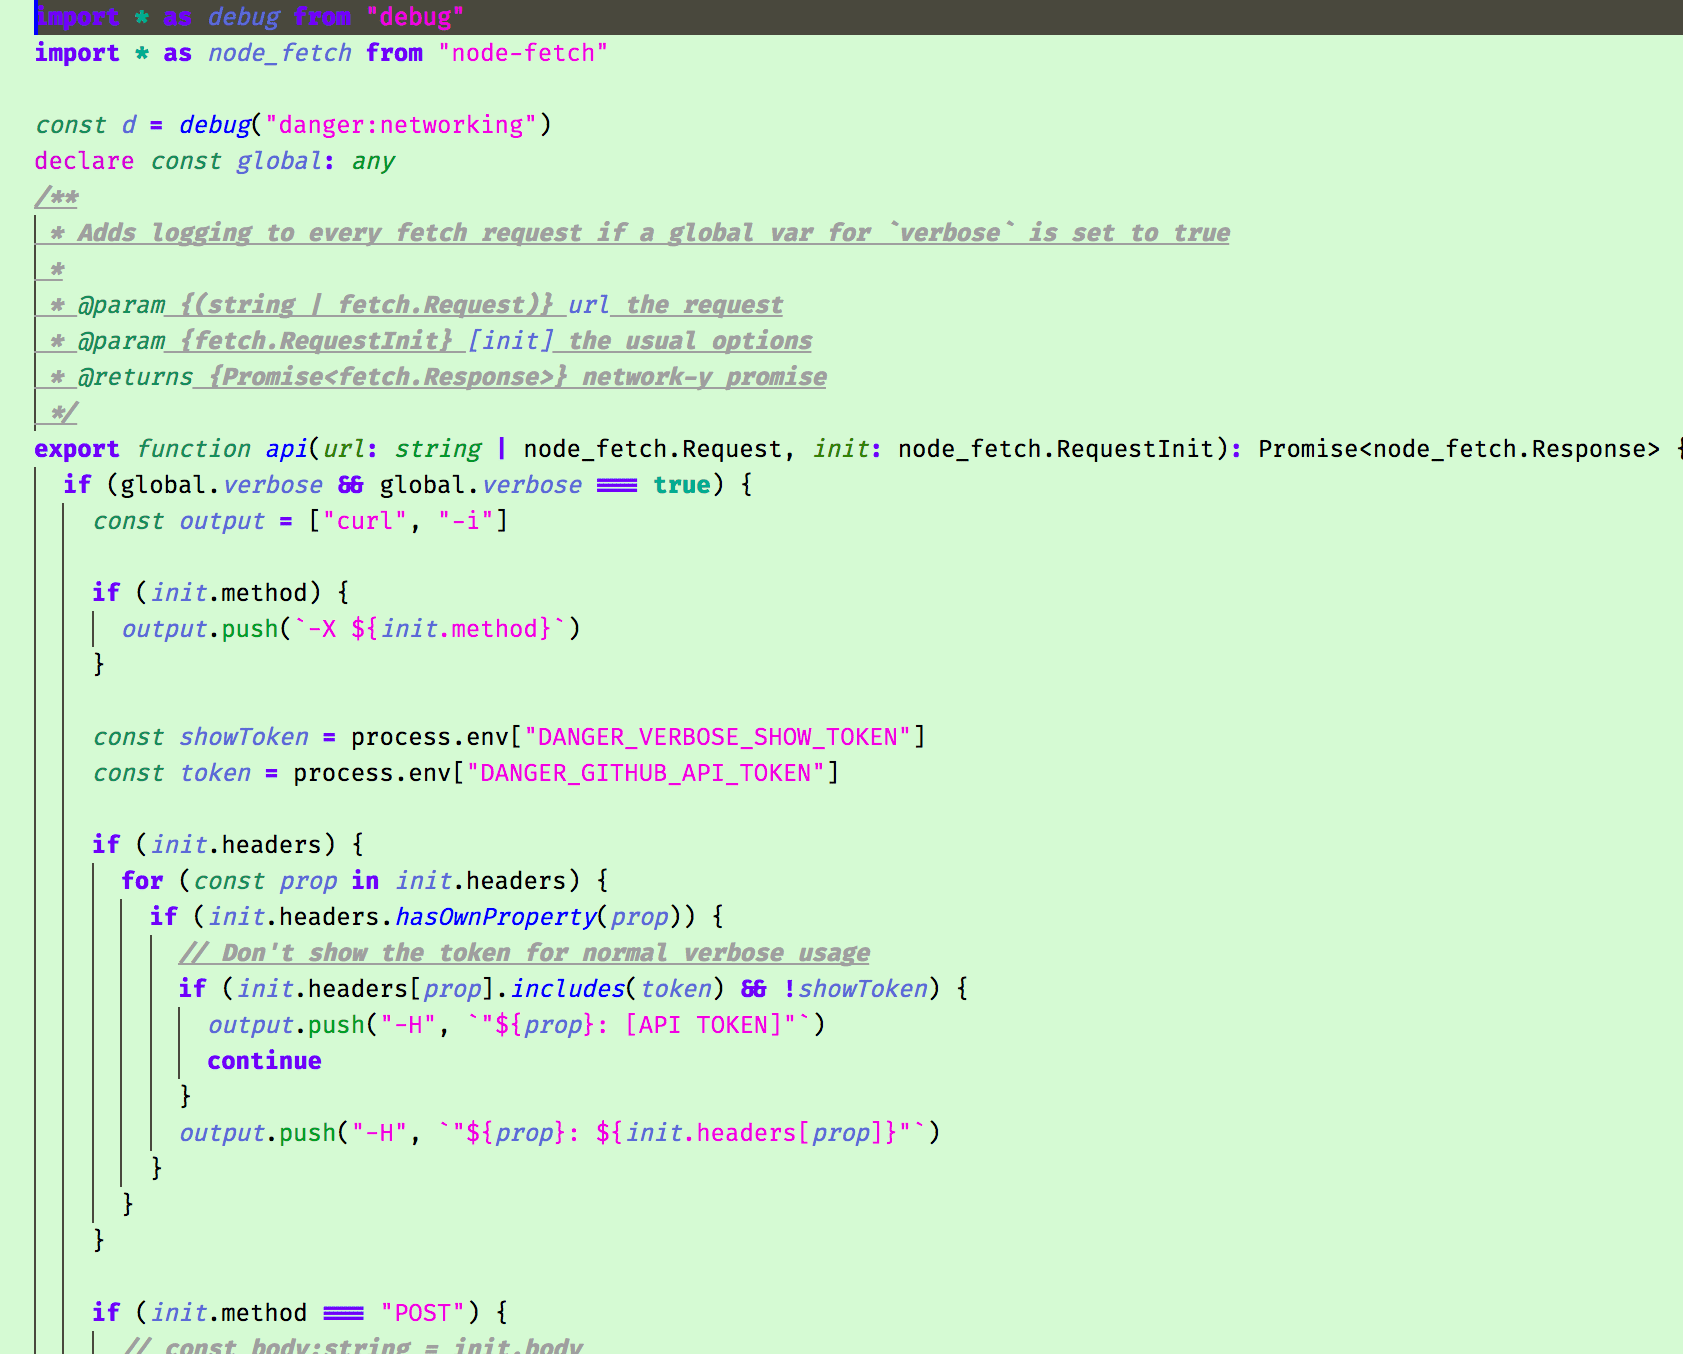 import * as debug from "debug"
import * as node_fetch from "node-fetch"
const d = debug("danger:networking")
declare const global: any
/**
* Adds logging to every fetch request if a global var for `verbose` is set to true
*
* @param {(string | fetch.Request)} url the request
* @param {fetch.RequestInit} [init] the usual options
* @returns {Promise<fetch.Response>} network-y promise
*/
export function api(url: string | node_fetch.Request, init: node_fetch.RequestInit): Promise<node_fetch.Response> {
if (global.verbose && global.verbose === true) {
const output = ["curl", "-i"]
if (init.method) {
output.push(`-X ${init.method}`)
}
const showToken = process.env["DANGER_VERBOSE_SHOW_TOKEN"]
const token = process.env["DANGER_GITHUB_API_TOKEN"]
if (init.headers) {
for (const prop in init.headers) {
if (init.headers.hasOwnProperty(prop)) {
// Don't show the token for normal verbose usage
if (init.headers[prop].includes(token) && !showToken) {
output.push("-H", `"${prop}: [API TOKEN]"`)
continue
}
output.push("-H", `"${prop}: ${init.headers[prop]}"`)
}
}
}
if (init.method === "POST") {
// const body:string = init.body